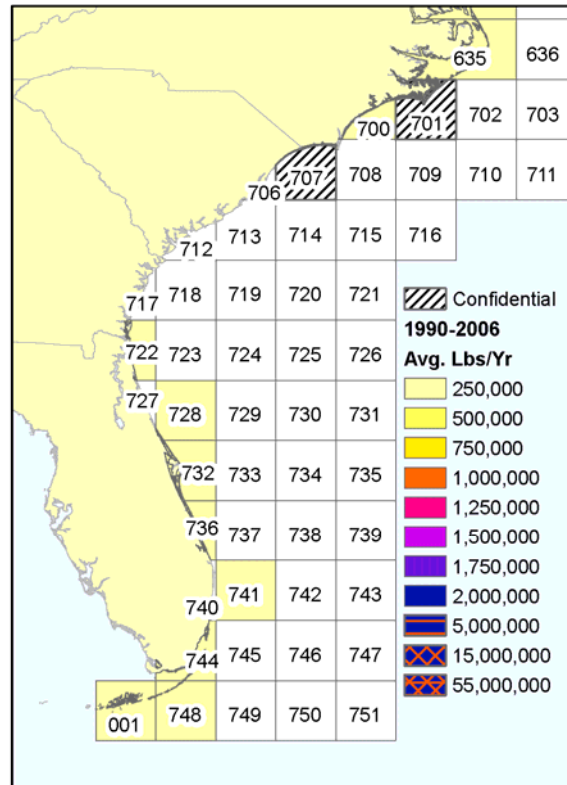 635 636
700 701 702 703
706 707 708 709 710 711
712 713 714 715 716
717 718 719 720 721
722 723 724 725 726
727 728 729 730 731
732 733 734 735
736 737 738 739
740 741 742 743
744 745 746 747
001 748 749 750 751
Confidential
1990-2006
Avg. Lbs/Yr
250,000
500,000
750,000
1,000,000
1,250,000
1,500,000
1,750,000
2,000,000
5,000,000
15,000,000
55,000,000